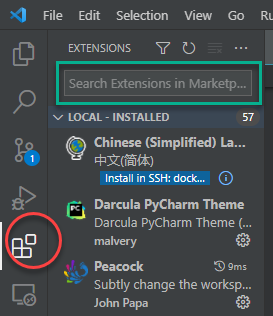 File
Edit
Selection
View
Go
Run
EXTENSIONS
Search Extensions in Marketp...
LOCAL - INSTALLED
57
Chinese (Simplified) La...
中文(简体)
Install in SSH: dock...
1
Darcula PyCharm Theme
Darcula PyCharm Theme (...
malvery
Peacock
9ms
Subtly change the worksp...
John Papa